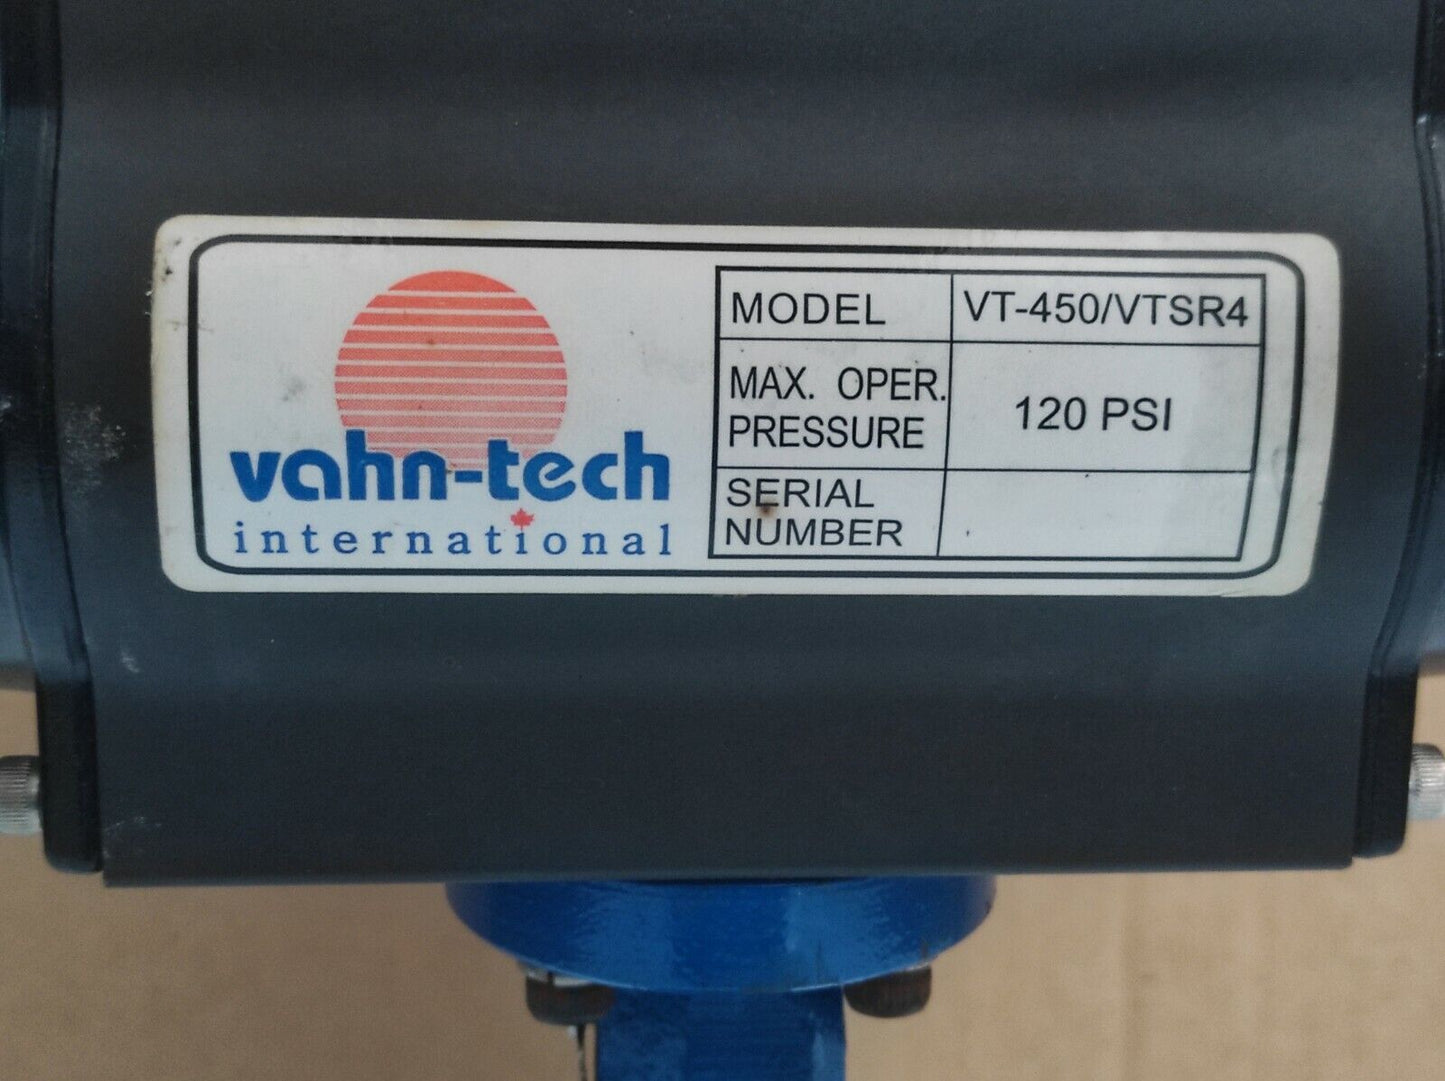 vahn-tech
international
MODEL VT-450/VTSR4
MAX. OPER.
PRESSURE 120 PSI
SERIAL
NUMBER